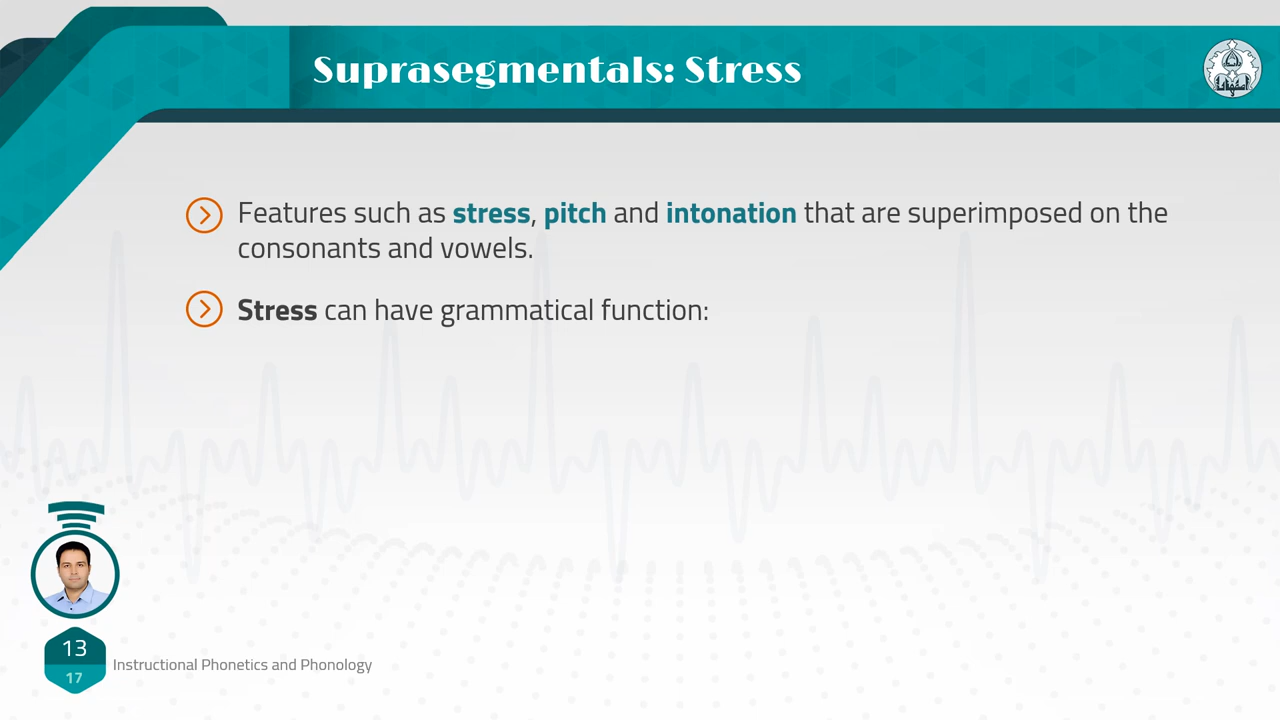 Suprasegmentals: Stress
Features such as stress, pitch and intonation that are superimposed on the
consonants and vowels.
Stress can have grammatical function:
13
17
Instructional Phonetics and Phonology